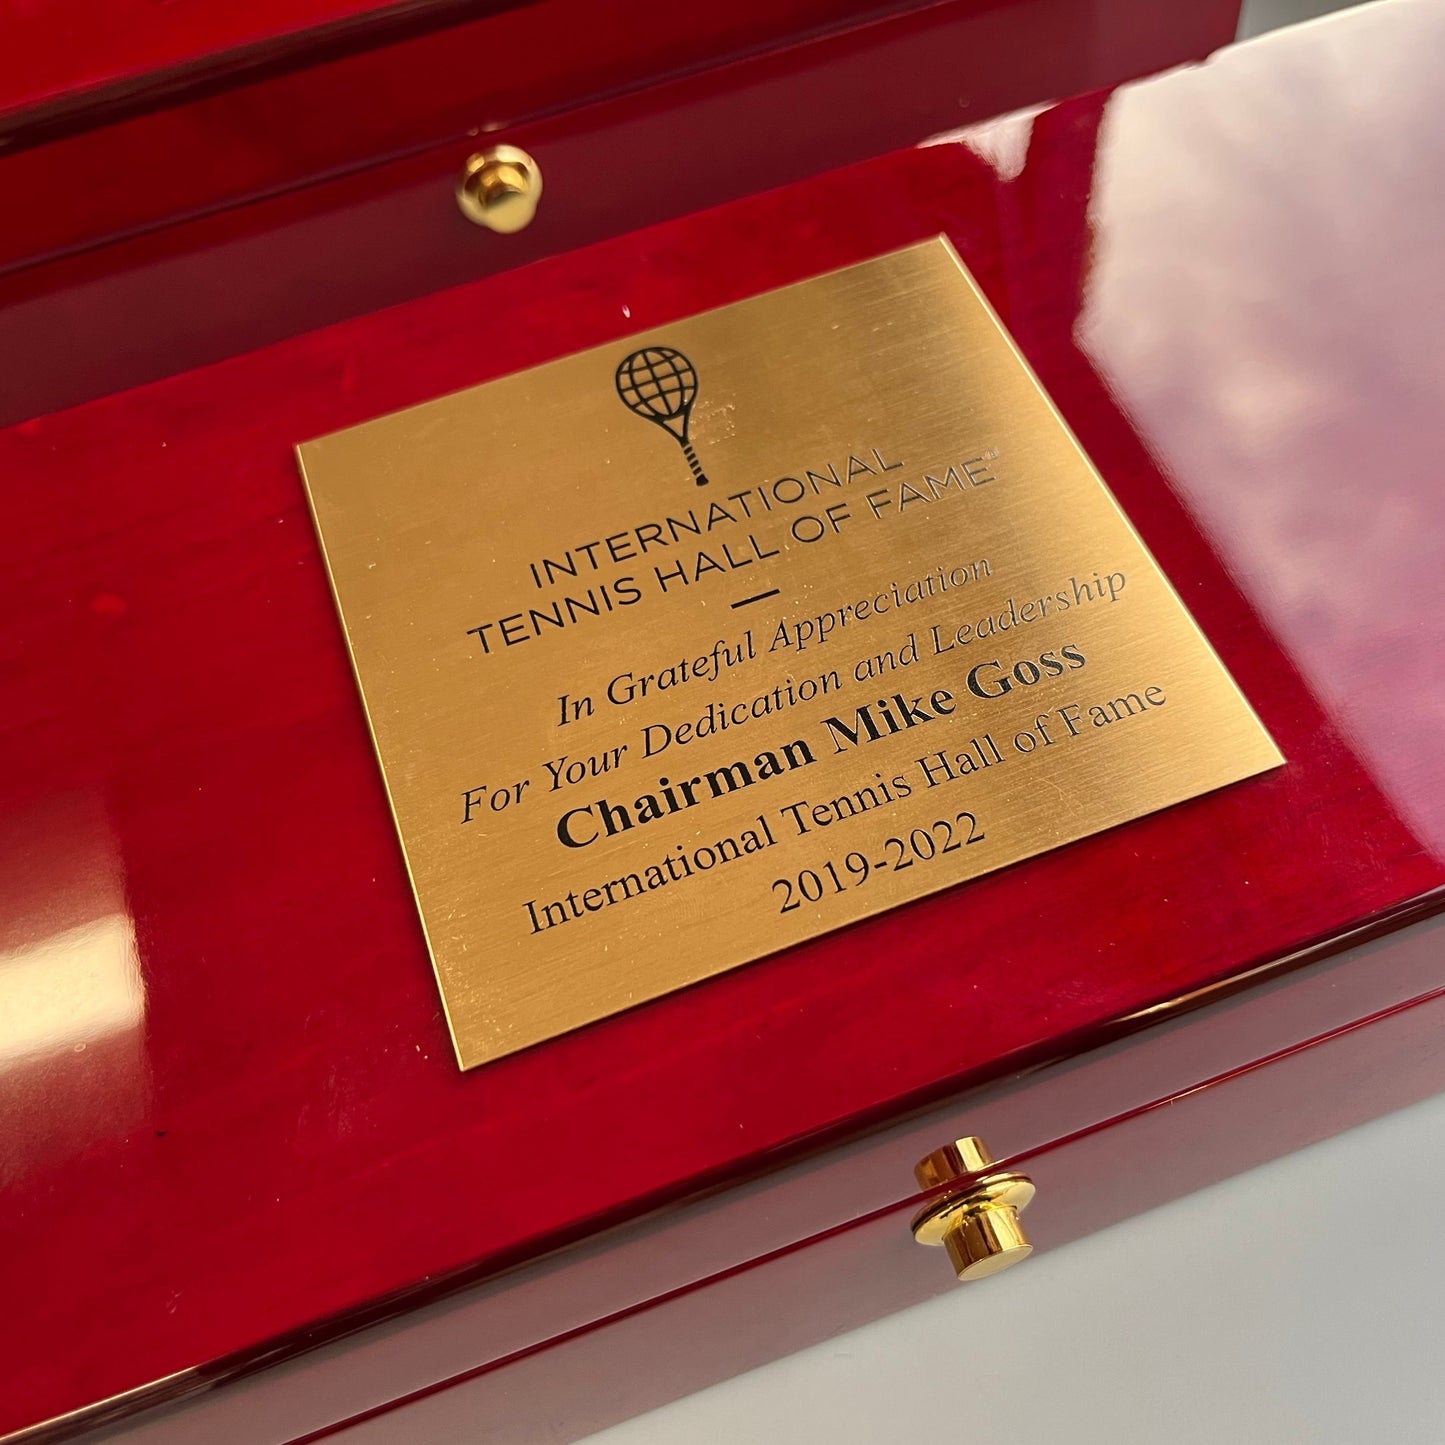 INTERNATIONAL
TENNIS HALL OF FAME®
In Grateful Appreciation
For Your Dedication and Leadership
Chairman Mike Goss
International Tennis Hall of Fame
2019-2022